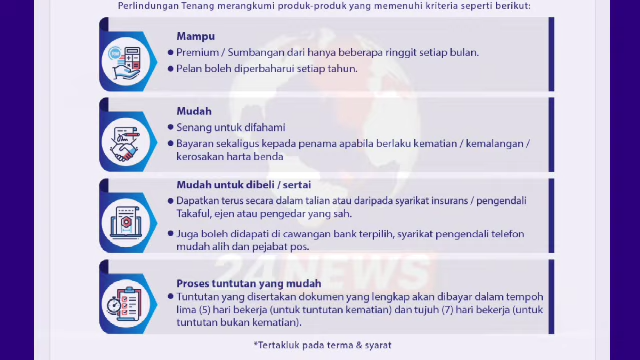 Perlindungan Tenang merangkumi produk-produk yang memenuhi kriteria seperti berikut:
Mampu
• Premium / Sumbangan dari hanya beberapa ringgit setiap bulan.
• Pelan boleh diperbaharui setiap tahun.
Mudah
• Senang untuk difahami
• Bayaran sekaligus kepada penama apabila berlaku kematian / kemalangan /
kerosakan harta benda
Mudah untuk dibeli / sertai
• Dapatkan terus secara dalam talian atau daripada syarikat insurans / pengendali
Takaful, ejen atau pengedar yang sah.
• Juga boleh didapati di cawangan bank terpilih, syarikat pengendali telefon
mudah alih dan pejabat pos.
24NEWS
Proses tuntutan yang mudah
• Tuntutan yang disertakan dokumen yang lengkap akan dibayar dalam tempoh
lima (5) hari bekerja (untuk tuntutan kematian) dan tujuh (7) hari bekerja (untuk
tuntutan bukan kematian).
*Tertakluk pada terma & syarat